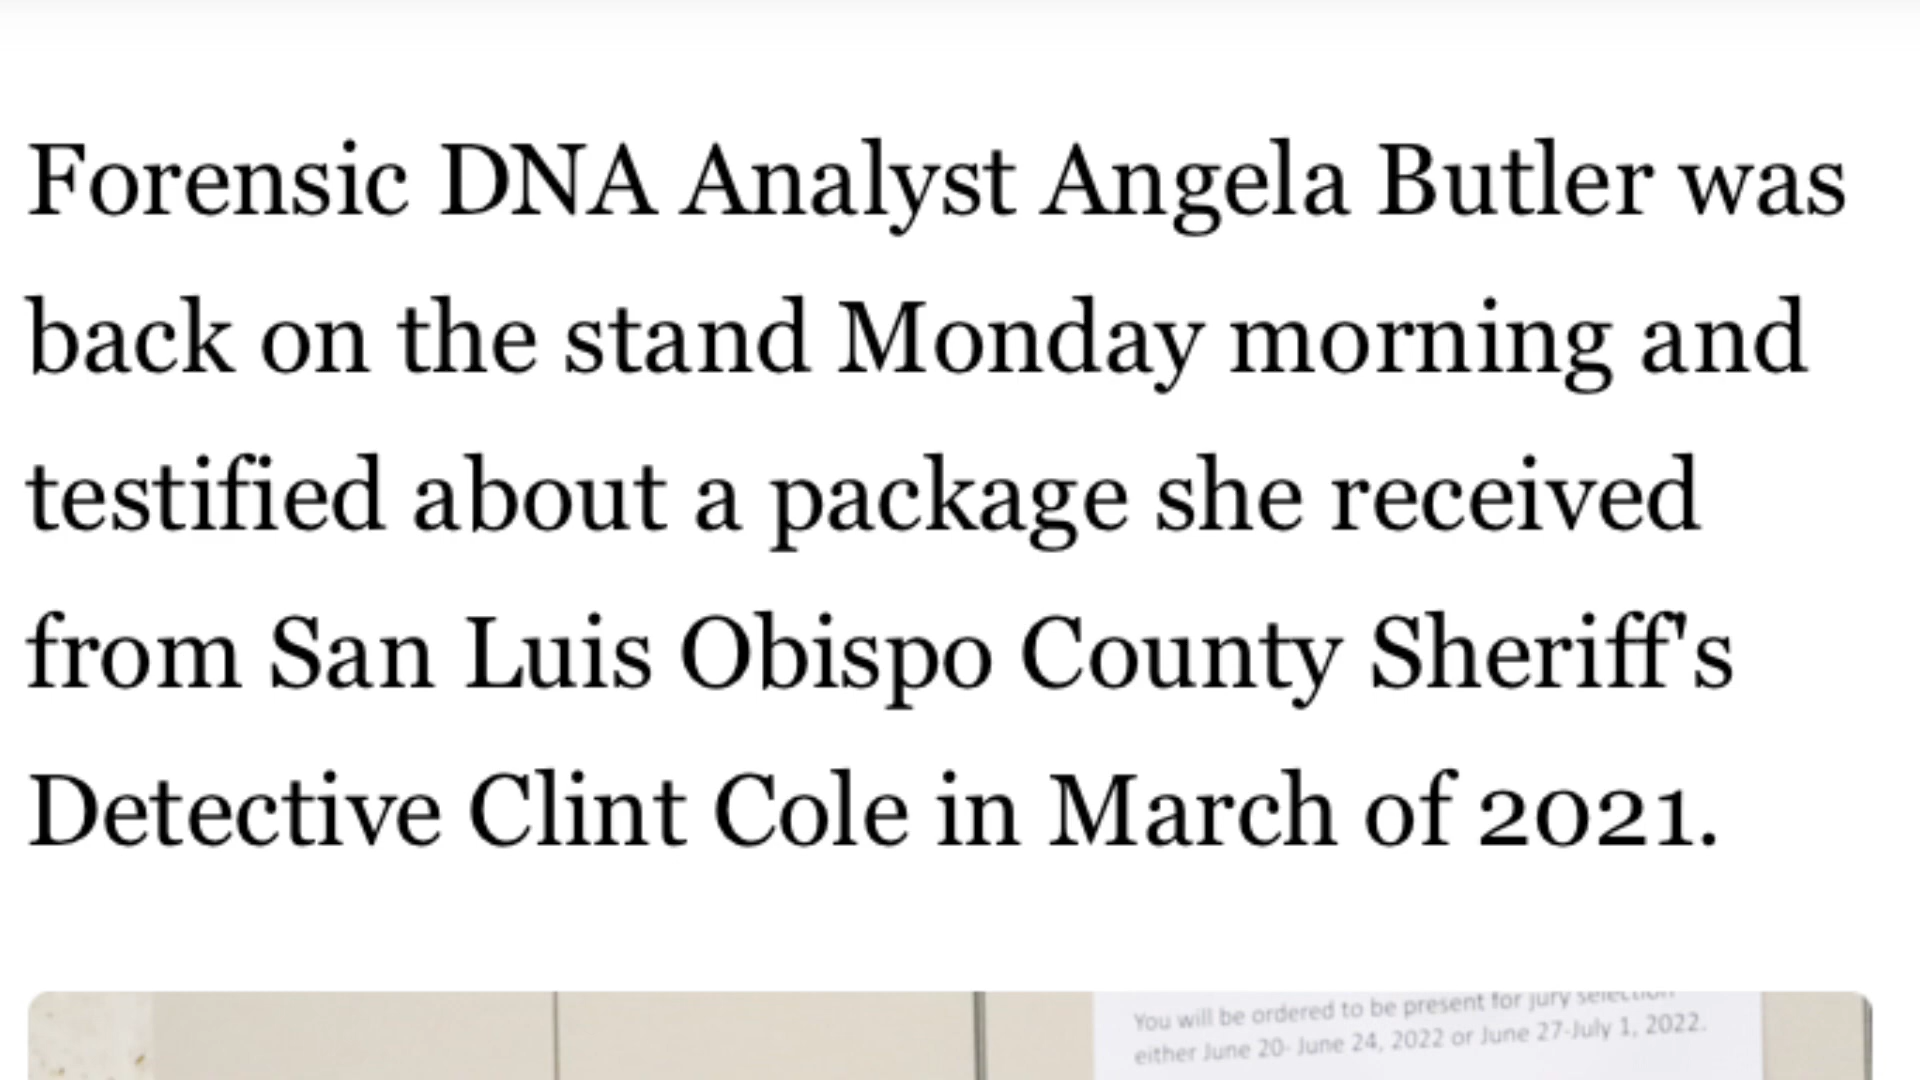 Forensic DNA Analyst Angela Butler was
back on the stand Monday morning and
testified about a package she received
from San Luis Obispo County Sheriff's
Detective Clint Cole in March of 2021.
You will be ordered to be present for jury selection
either June 20- June 24, 2022 or June 27-July 1, 2022.